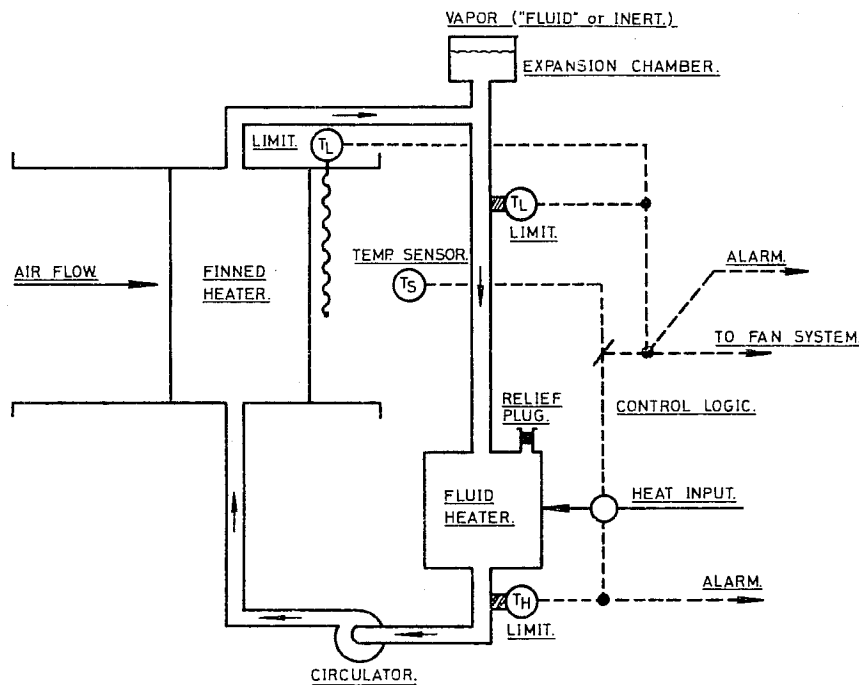 VAPOR ("FLUID" or INERT.)
EXPANSION CHAMBER.
LIMIT.
TL
TL
LIMIT.
TEMP. SENSOR.
TS
AIR FLOW.
FINNED
HEATER.
ALARM.
TO FAN SYSTEM.
RELIEF
PLUG.
CONTROL LOGIC.
FLUID
HEATER.
HEAT INPUT.
TH
LIMIT.
ALARM.
CIRCULATOR.